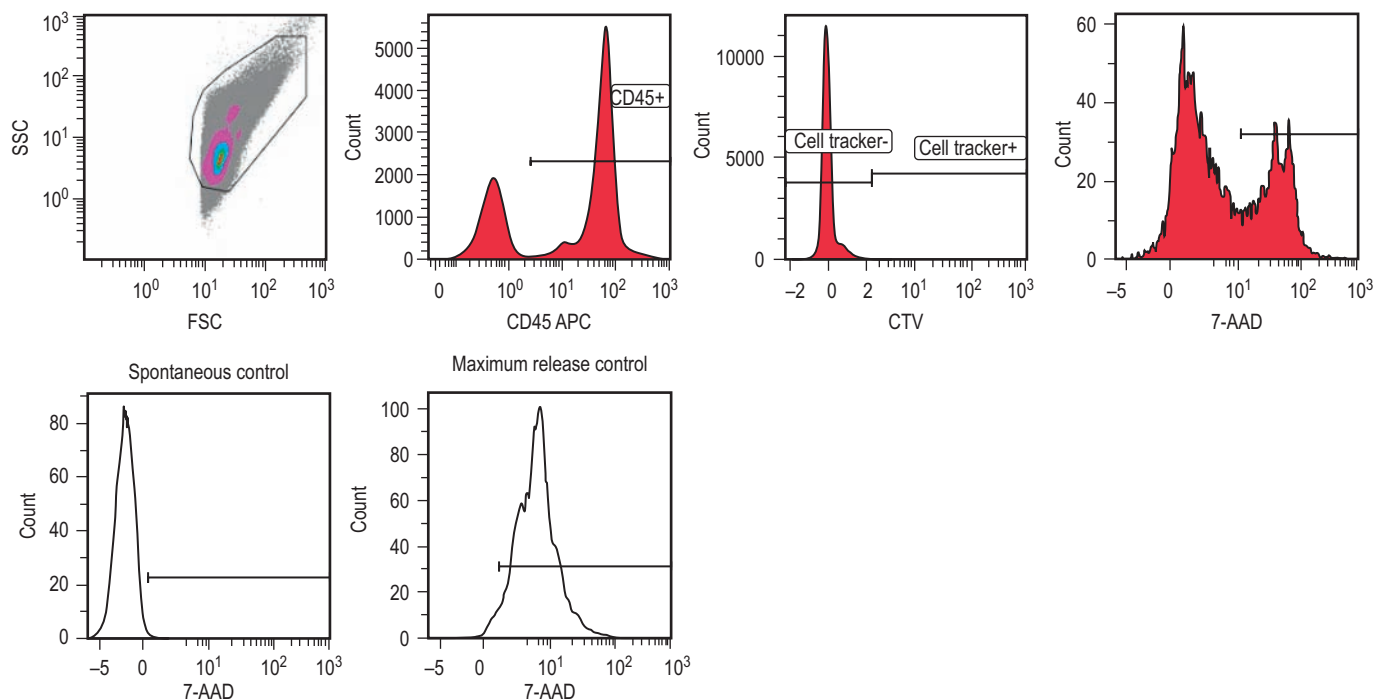 10³
10²
10¹
10⁰
SSC
10⁰ 10¹ 10² 10³
FSC
5000
4000
3000
2000
1000
0
Count
CD45+
0 10⁰ 10¹ 10² 10³
CD45 APC
10000
5000
0
Count
Cell tracker-
Cell tracker+
−2 0 2 10¹ 10² 10³
CTV
60
40
20
0
Count
−5 0 10¹ 10² 10³
7-AAD
Spontaneous control
80
60
40
20
0
Count
−5 0 10¹ 10² 10³
7-AAD
Maximum release control
100
80
60
40
20
0
Count
−5 0 10¹ 10² 10³
7-AAD